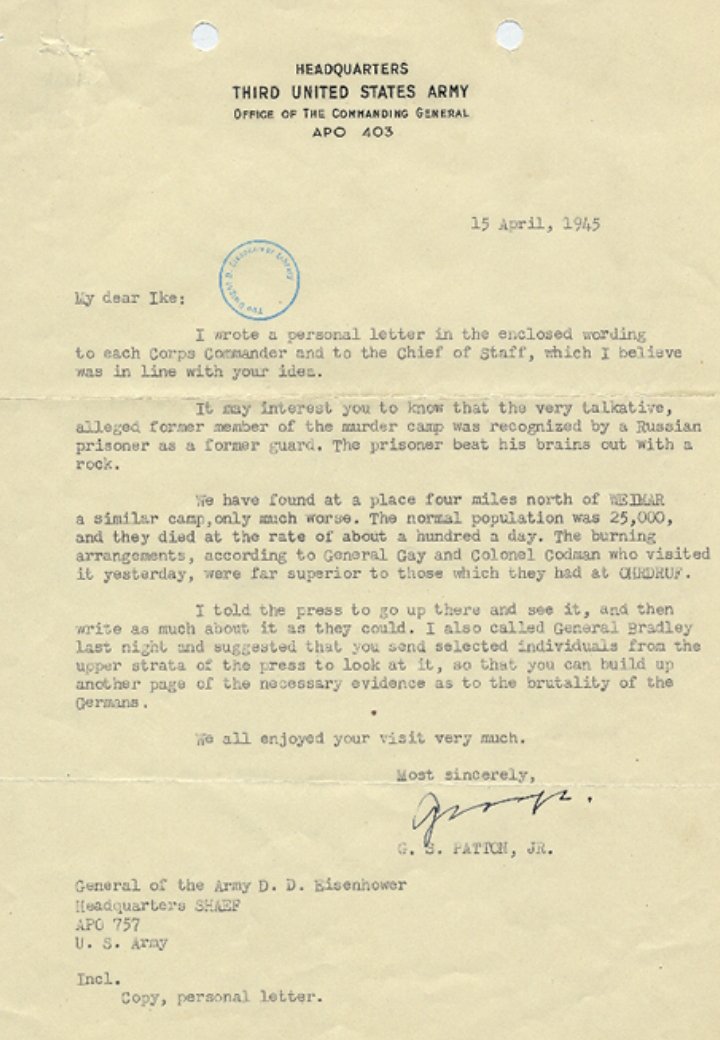 HEADQUARTERS
THIRD UNITED STATES ARMY
OFFICE OF THE COMMANDING GENERAL
APO 403
15 April, 1945
The Dwight D. Eisenhower Library
My dear Ike:
I wrote a personal letter in the enclosed wording
to each Corps Commander and to the Chief of Staff, which I believe
was in line with your idea.
It may interest you to know that the very talkative,
alleged former member of the murder camp was recognized by a Russian
prisoner as a former guard. The prisoner beat his brains out with a
rock.
We have found at a place four miles north of WEIMAR
a similar camp,only much worse. The normal population was 25,000,
and they died at the rate of about a hundred a day. The burning
arrangements, according to General Gay and Colonel Codman who visited
it yesterday, were far superior to those which they had at OHRDRUF.
I told the press to go up there and see it, and then
write as much about it as they could. I also called General Bradley
last night and suggested that you send selected individuals from the
upper strata of the press to look at it, so that you can build up
another page of the necessary evidence as to the brutality of the
Germans.
We all enjoyed your visit very much.
Most sincerely,
George.
G. S. PATTON, JR.
General of the Army D. D. Eisenhower
Headquarters SHAEF
APO 757
U. S. Army
Incl.
Copy, personal letter.